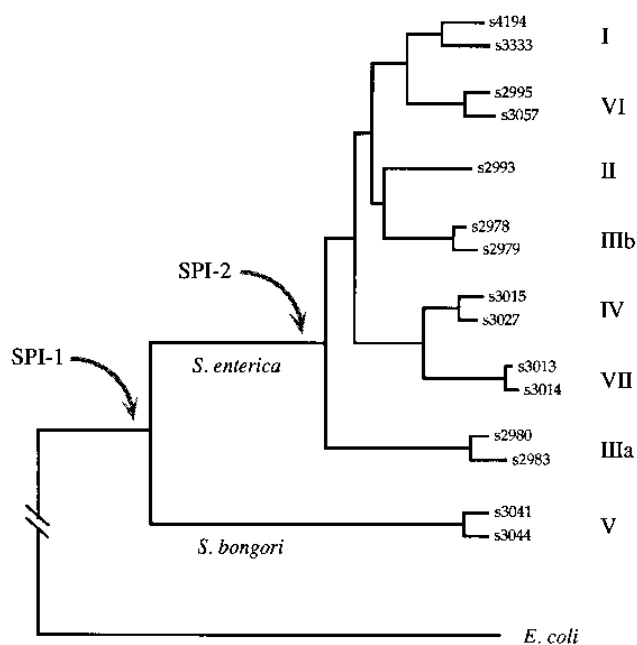 s4194
I
s3333
s2995
VI
s3057
s2993
II
s2978
IIIb
s2979
SPI-2
s3015
IV
s3027
SPI-1
S. enterica
s3013
VII
s3014
s2980
IIIa
s2983
s3041
V
s3044
S. bongori
E. coli